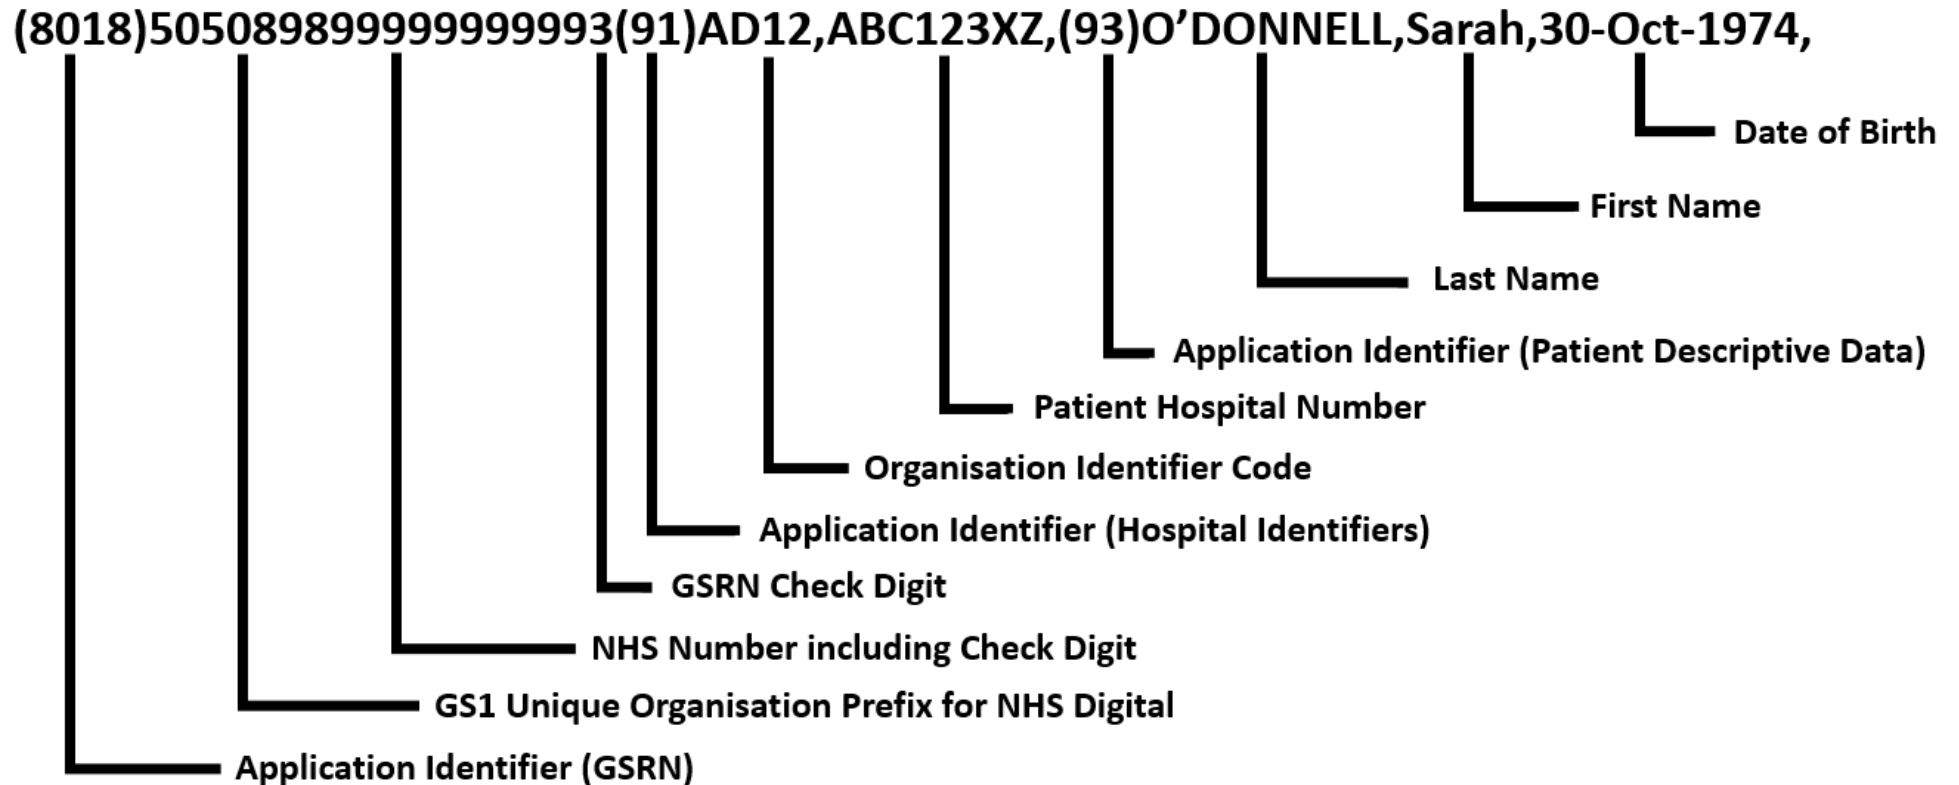 (8018)505089899999999993(91)AD12,ABC123XZ,(93)O’DONNELL,Sarah,30-Oct-1974,
Date of Birth
First Name
Last Name
Application Identifier (Patient Descriptive Data)
Patient Hospital Number
Organisation Identifier Code
Application Identifier (Hospital Identifiers)
GSRN Check Digit
NHS Number including Check Digit
GS1 Unique Organisation Prefix for NHS Digital
Application Identifier (GSRN)